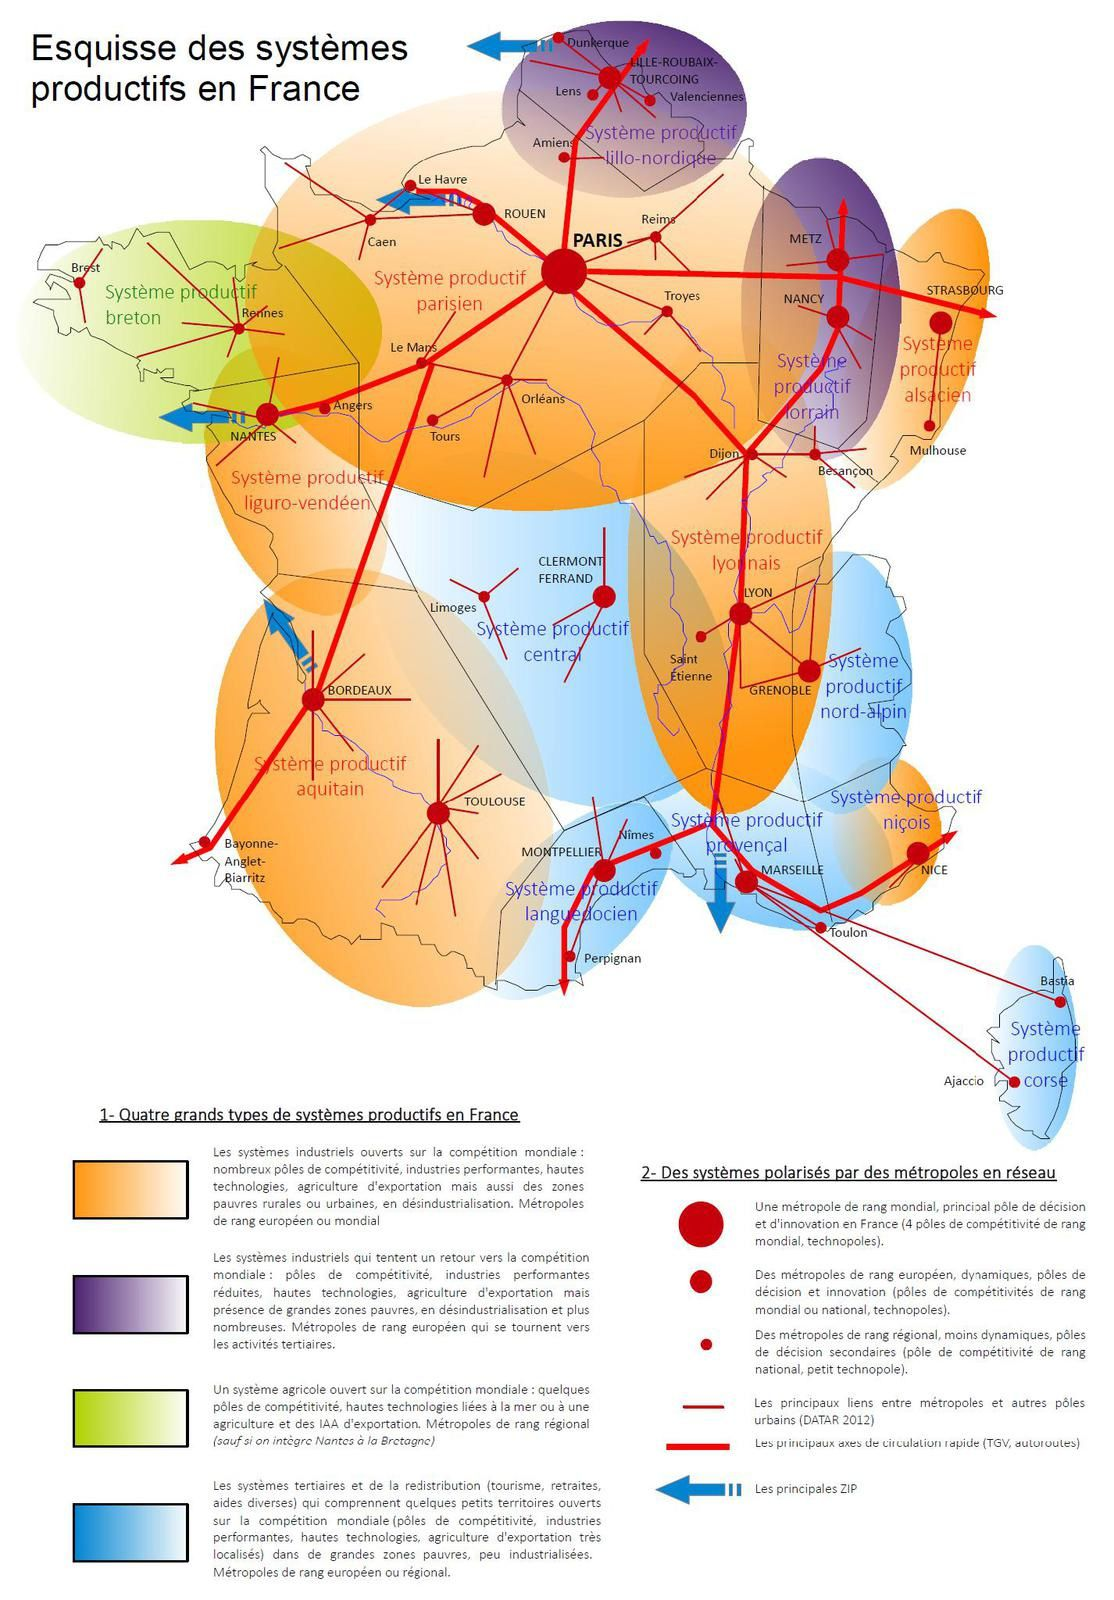 Esquisse des systèmes
productifs en France
Dunkerque
LILLE-ROUBAIX-
TOURCOING
Lens
Valenciennes
Système productif
lillo-nordique
Amiens
Le Havre
ROUEN
Caen
Reims
PARIS
METZ
NANCY
STRASBOURG
Système productif
parisien
Troyes
Brest
Système productif
breton
Rennes
Le Mans
Système
productif
lorrain
Système
productif
alsacien
Orléans
Angers
NANTES
Tours
Dijon
Besançon
Mulhouse
Système productif
liguro-vendéen
Système productif
lyonnais
CLERMONT
FERRAND
Limoges
Système productif
central
LYON
Saint
Étienne
GRENOBLE
Système
productif
nord-alpin
BORDEAUX
Système productif
aquitain
TOULOUSE
Système productif
niçois
Système productif
provençal
Nîmes
MONTPELLIER
MARSEILLE
NICE
Bayonne-
Anglet-
Biarritz
Système productif
languedocien
Toulon
Perpignan
Bastia
Système
productif
corse
Ajaccio
1- Quatre grands types de systèmes productifs en France
Les systèmes industriels ouverts sur la compétition mondiale :
nombreux pôles de compétitivité, industries performantes, hautes
technologies, agriculture d'exportation mais aussi des zones
pauvres rurales ou urbaines, en désindustrialisation. Métropoles
de rang européen ou mondial
Les systèmes industriels qui tentent un retour vers la compétition
mondiale : pôles de compétitivité, industries performantes
réduites, hautes technologies, agriculture d'exportation mais
présence de grandes zones pauvres, en désindustrialisation et plus
nombreuses. Métropoles de rang européen qui se tournent vers
les activités tertiaires.
Un système agricole ouvert sur la compétition mondiale : quelques
pôles de compétitivité, hautes technologies liées à la mer ou à une
agriculture et des IAA d'exportation. Métropoles de rang régional
(sauf si on intègre Nantes à la Bretagne)
Les systèmes tertiaires et de la redistribution (tourisme, retraites,
aides diverses) qui comprennent quelques petits territoires ouverts
sur la compétition mondiale (pôles de compétitivité, industries
performantes, hautes technologies, agriculture d'exportation très
localisés) dans de grandes zones pauvres, peu industrialisées.
Métropoles de rang européen ou régional.
2- Des systèmes polarisés par des métropoles en réseau
Une métropole de rang mondial, principal pôle de décision
et d'innovation en France (4 pôles de compétitivité de rang
mondial, technopoles).
Des métropoles de rang européen, dynamiques, pôles de
décision et innovation (pôles de compétitivités de rang
mondial ou national, technopoles).
Des métropoles de rang régional, moins dynamiques, pôles
de décision secondaires (pôle de compétitivité de rang
national, petit technopole).
Les principaux liens entre métropoles et autres pôles
urbains (DATAR 2012)
Les principaux axes de circulation rapide (TGV, autoroutes)
Les principales ZIP